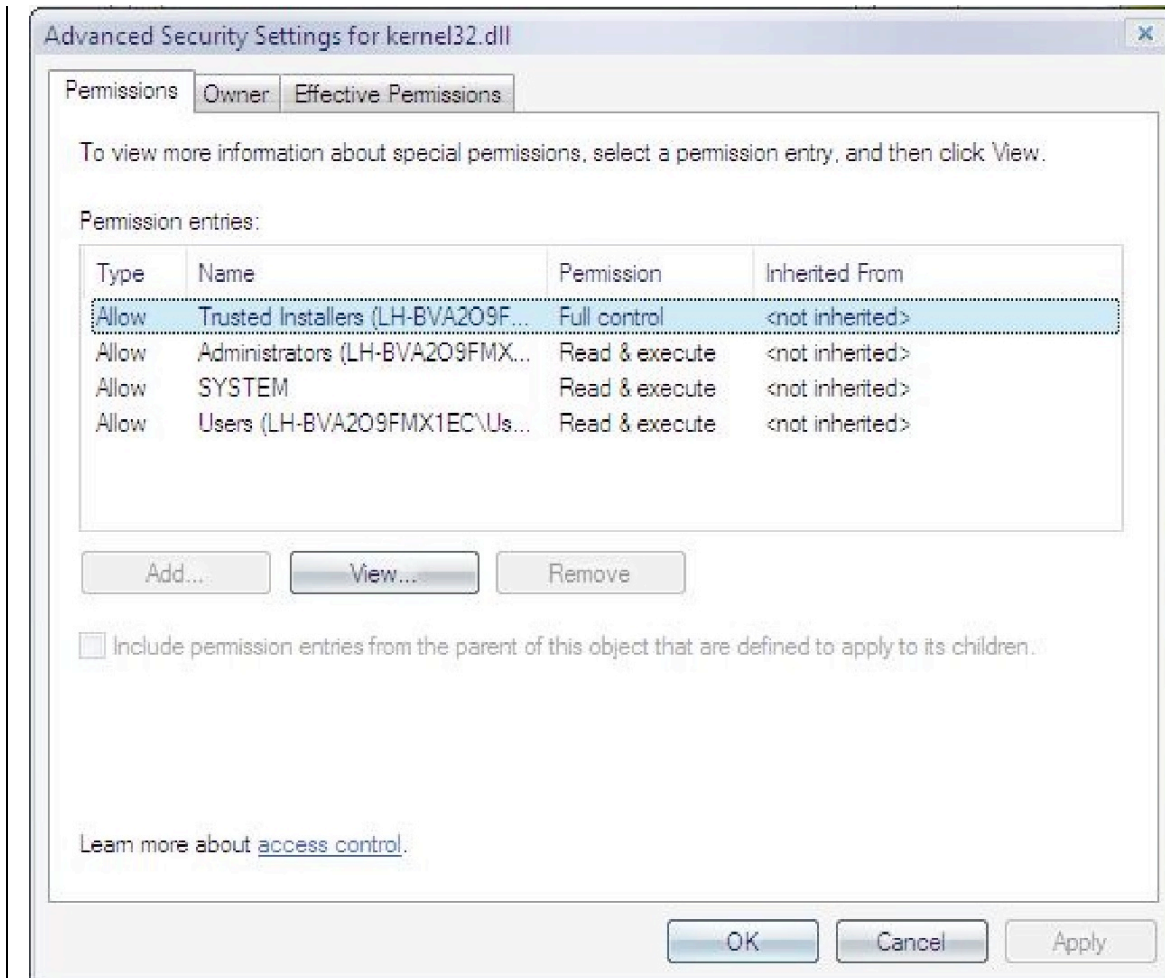 Advanced Security Settings for kernel32.dll
Permissions Owner Effective Permissions
To view more information about special permissions, select a permission entry, and then click View.
Permission entries:
Type Name Permission Inherited From
Allow Trusted Installers (LH-BVA2O9F... Full control <not inherited>
Allow Administrators (LH-BVA2O9FMX... Read & execute <not inherited>
Allow SYSTEM Read & execute <not inherited>
Allow Users (LH-BVA2O9FMX1EC\Us... Read & execute <not inherited>
Add... View... Remove
Include permission entries from the parent of this object that are defined to apply to its children.
Learn more about access control.
OK Cancel Apply